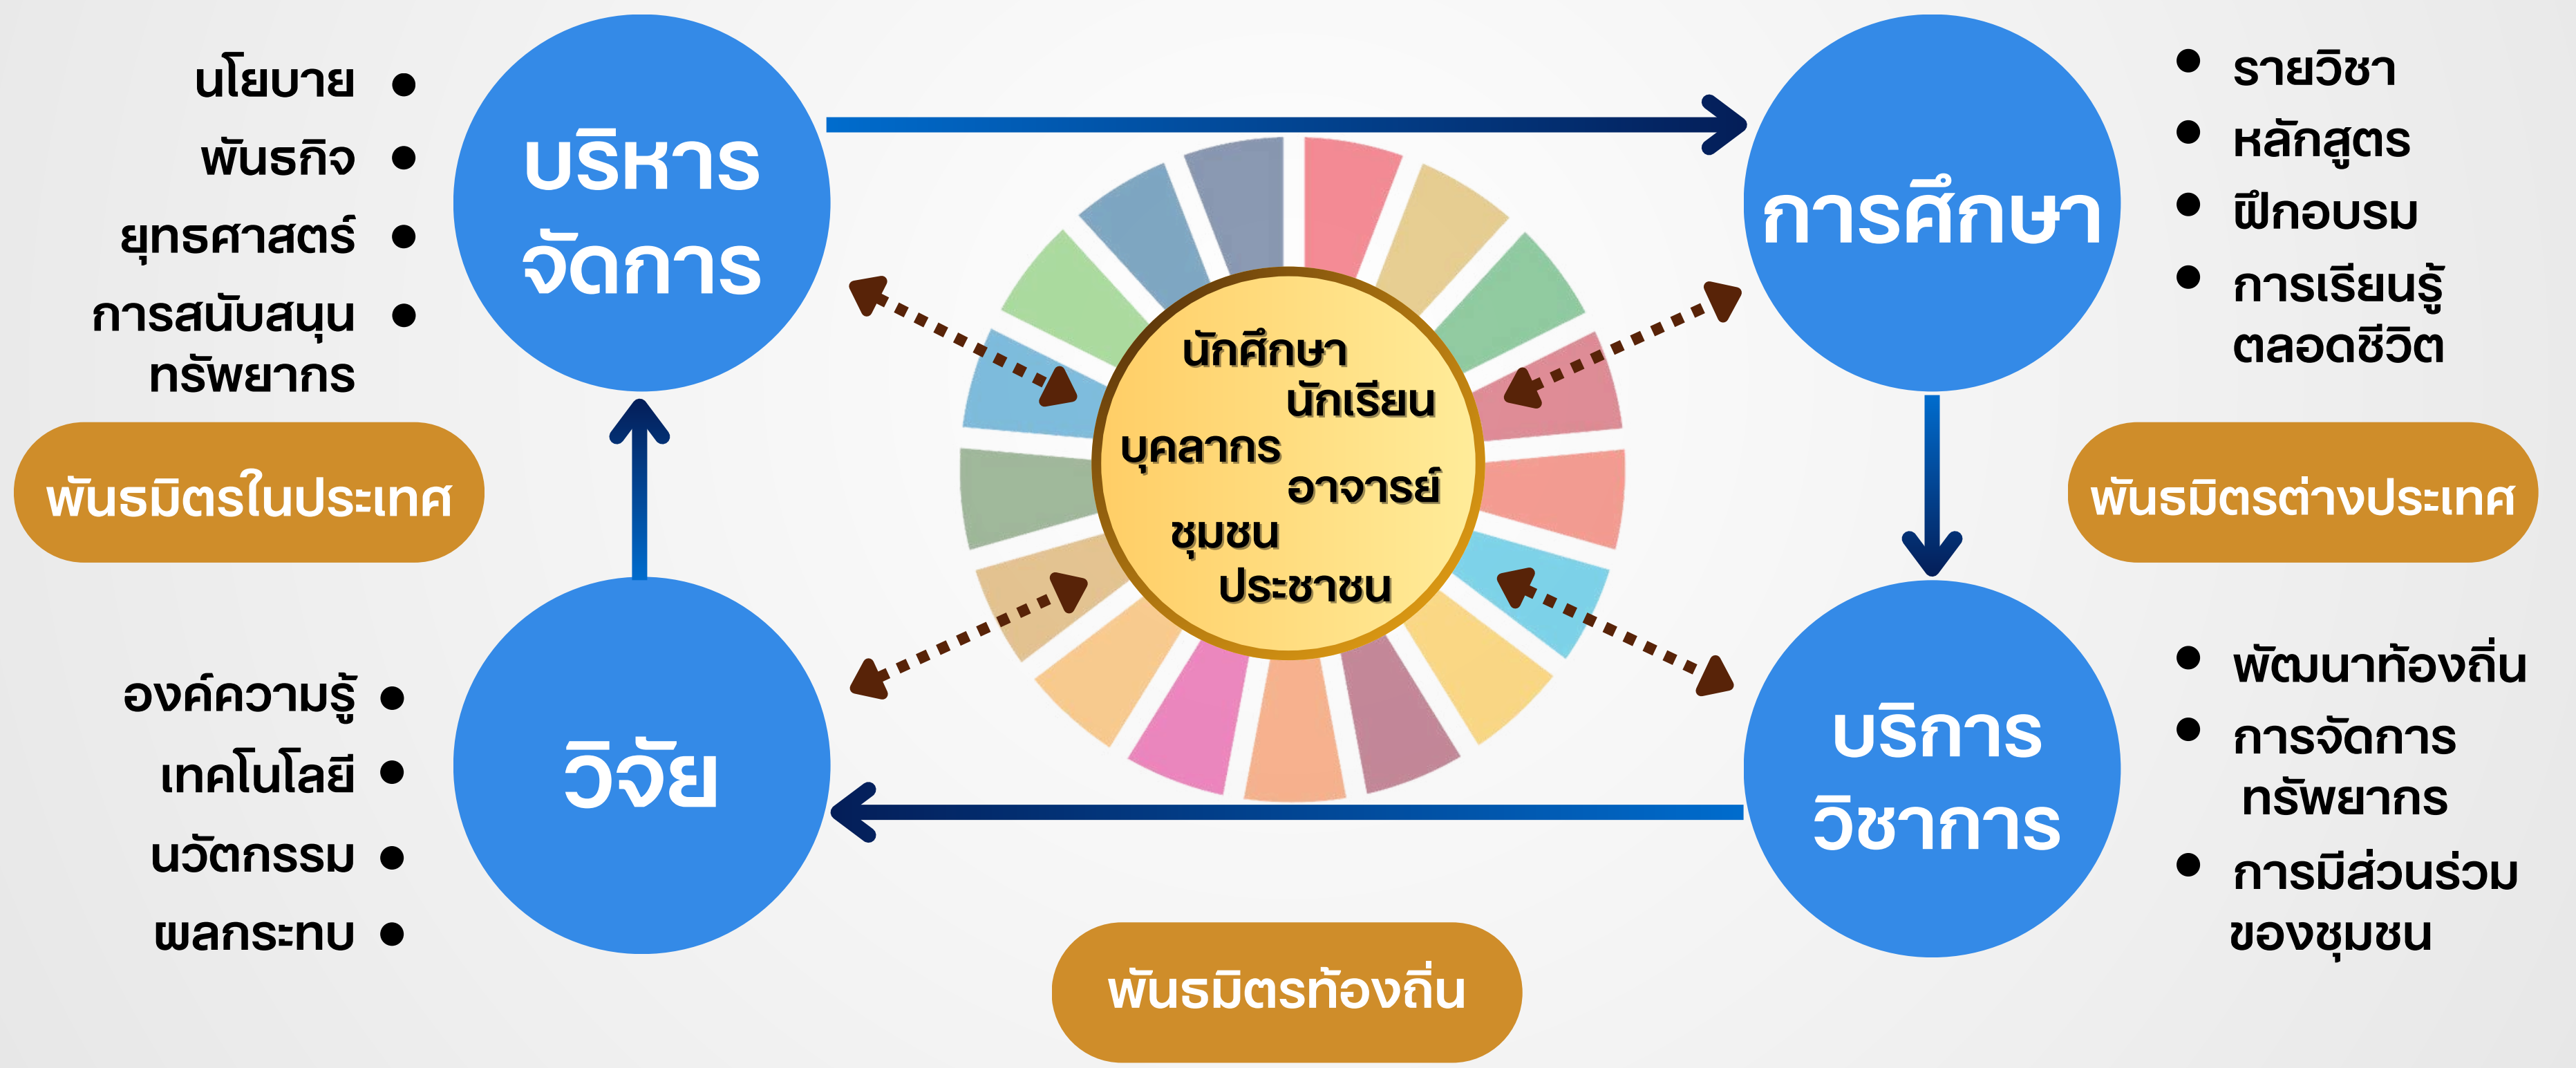 นโยบาย
พันธกิจ
ยุทธศาสตร์
การสนับสนุน
ทรัพยากร
บริหาร
จัดการ
การศึกษา
รายวิชา
หลักสูตร
ฝึกอบรม
การเรียนรู้
ตลอดชีวิต
นักศึกษา
นักเรียน
บุคลากร
อาจารย์
ชุมชน
ประชาชน
พันธมิตรในประเทศ
พันธมิตรต่างประเทศ
องค์ความรู้
เทคโนโลยี
นวัตกรรม
ผลกระทบ
วิจัย
บริการ
วิชาการ
พัฒนาท้องถิ่น
การจัดการ
ทรัพยากร
การมีส่วนร่วม
ของชุมชน
พันธมิตรท้องถิ่น